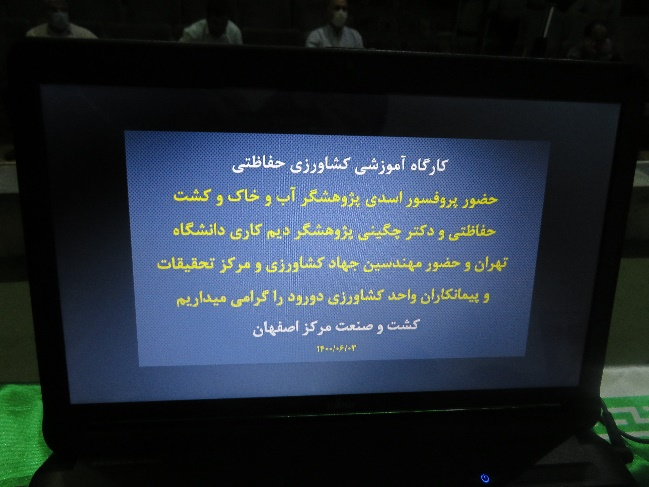 کارگاه آموزشی کشاورزی حفاظتی
حضور پروفسور اسدی پژوهشگر آب و خاک و کشت
حفاظتی و دکتر چگینی پژوهشگر دیم کاری دانشگاه
تهران و حضور مهندسین جهاد کشاورزی و مرکز تحقیقات
و پیمانکاران واحد کشاورزی دورود را گرامی میداریم
کشت و صنعت مرکز اصفهان
۱۴۰۰/۰۶/۰۳